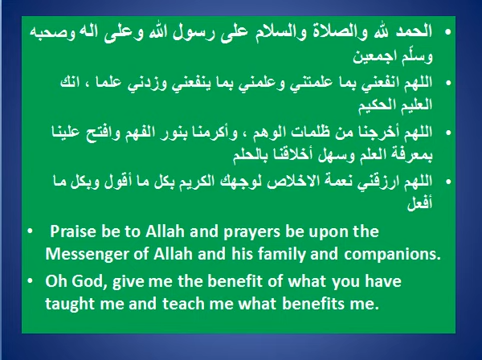 • الحمد لله والصلاة والسلام على رسول الله وعلى اله وصحبه
وسلّم اجمعين
• اللهم انفعني بما علمتني وعلمني بما ينفعني وزدني علما ، انك
العليم الحكيم
• اللهم أخرجنا من ظلمات الوهم ، وأكرمنا بنور الفهم وافتح علينا
بمعرفة العلم وسهل أخلاقنا بالحلم
• اللهم ارزقني نعمة الاخلاص لوجهك الكريم بكل ما أقول وبكل ما
أفعل
• Praise be to Allah and prayers be upon the
Messenger of Allah and his family and companions.
• Oh God, give me the benefit of what you have
taught me and teach me what benefits me.